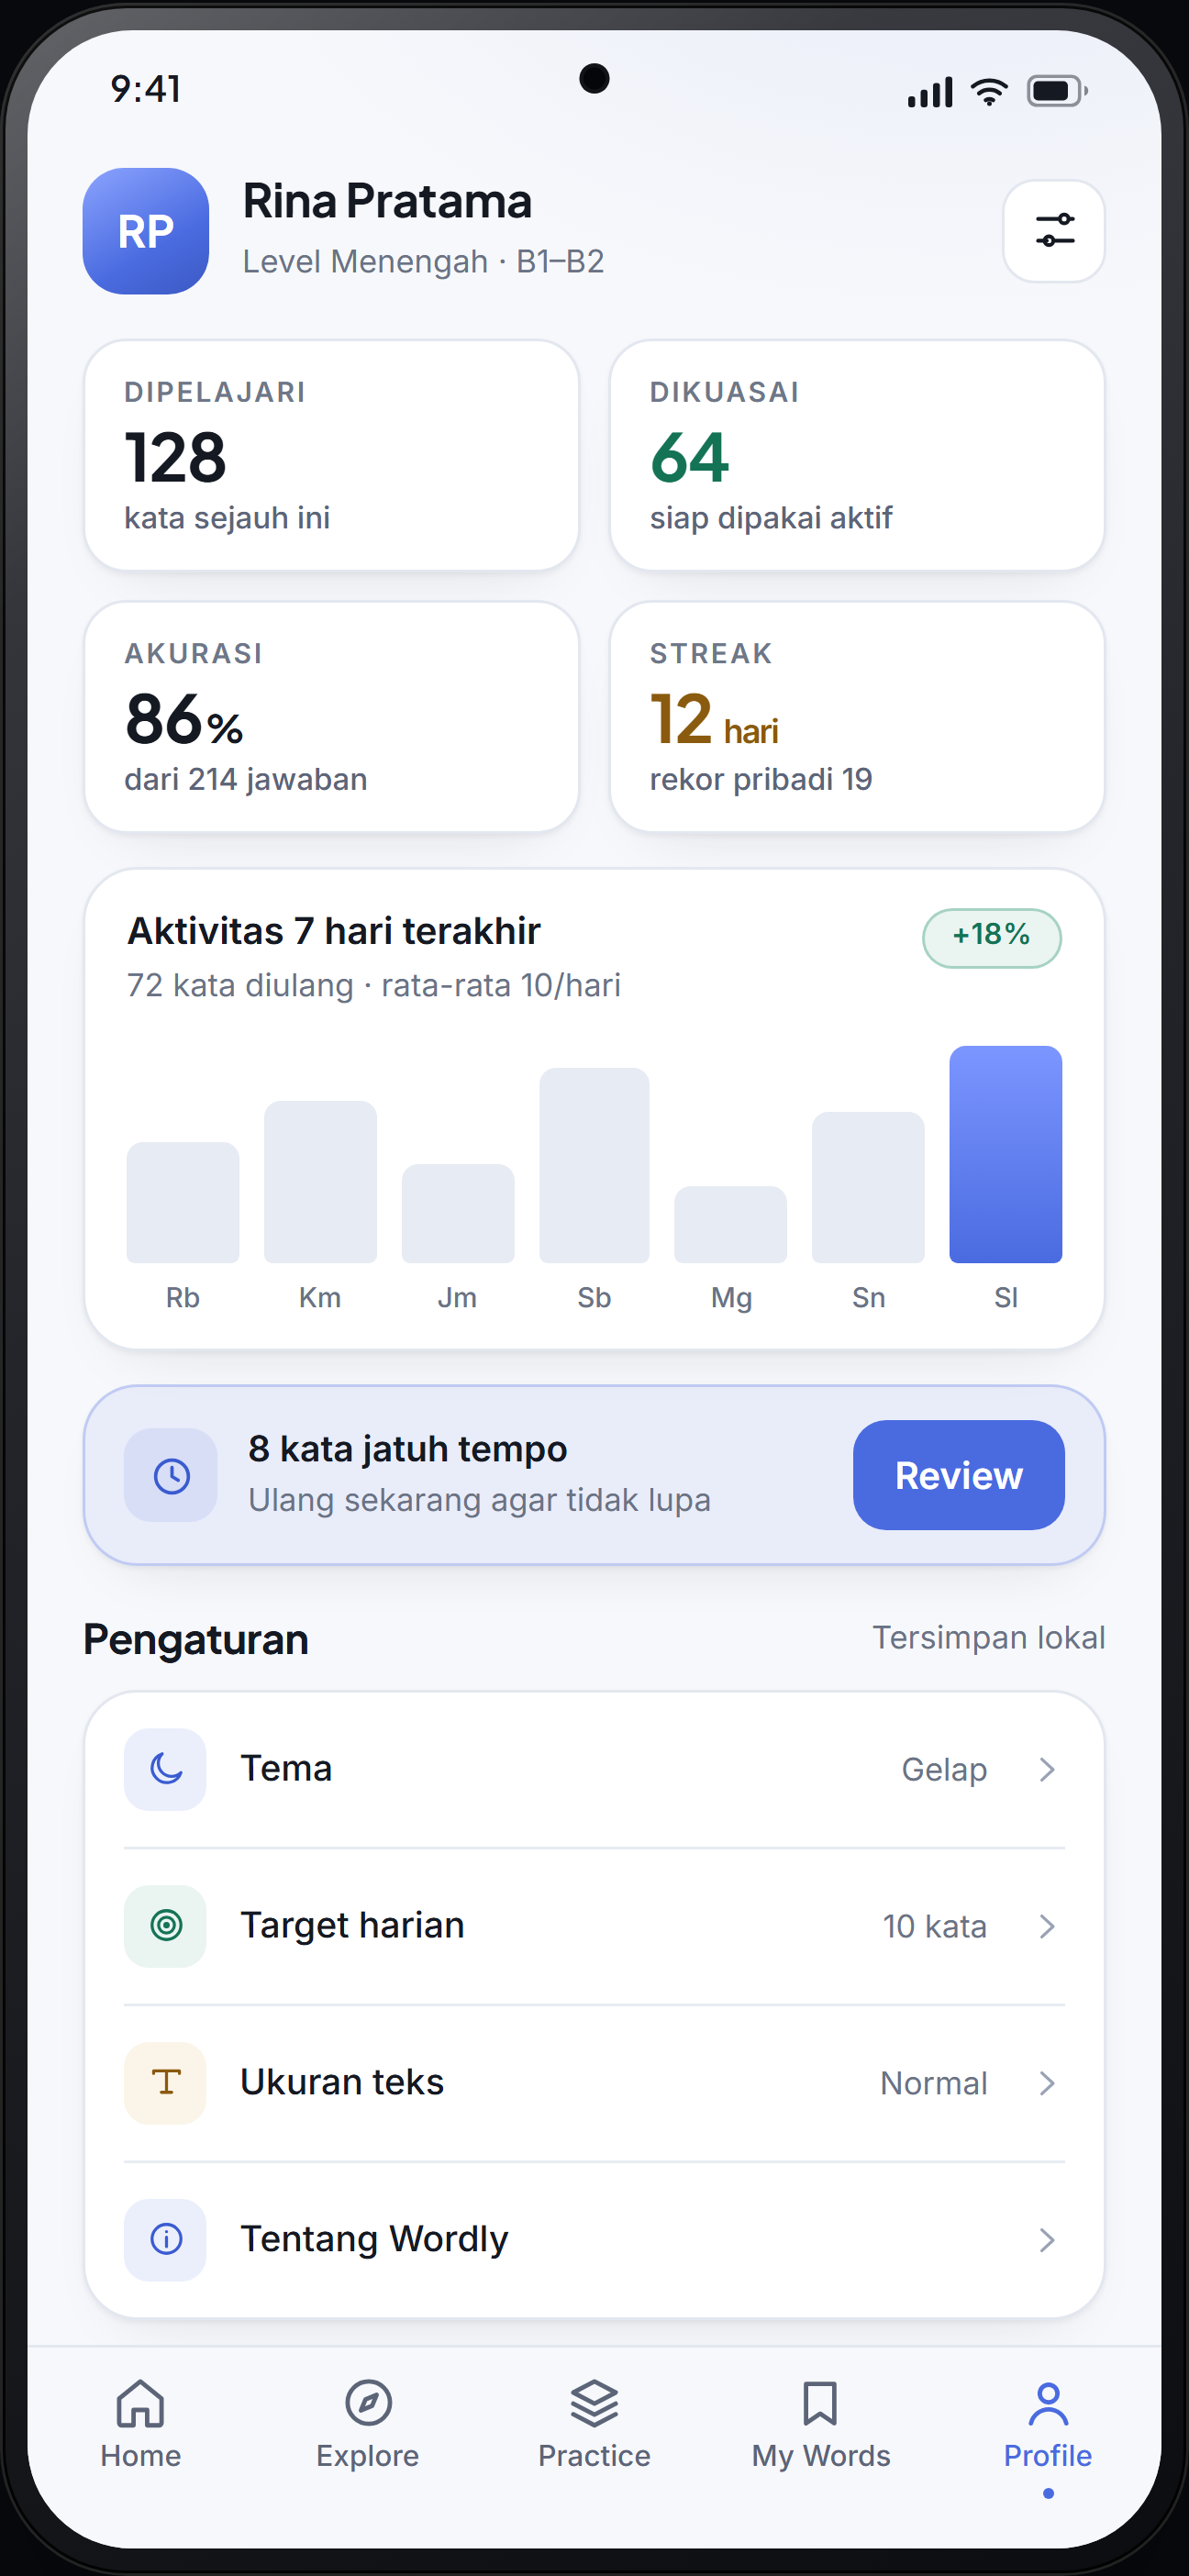 9:41
RP
Rina Pratama
Level Menengah · B1–B2
DIPELAJARI
128
kata sejauh ini
DIKUASAI
64
siap dipakai aktif
AKURASI
86%
dari 214 jawaban
STREAK
12 hari
rekor pribadi 19
Aktivitas 7 hari terakhir
72 kata diulang · rata-rata 10/hari
+18%
Rb Km Jm Sb Mg Sn Sl
8 kata jatuh tempo
Ulang sekarang agar tidak lupa
Review
Pengaturan
Tersimpan lokal
Tema
Gelap
Target harian
10 kata
Ukuran teks
Normal
Tentang Wordly
Home
Explore
Practice
My Words
Profile